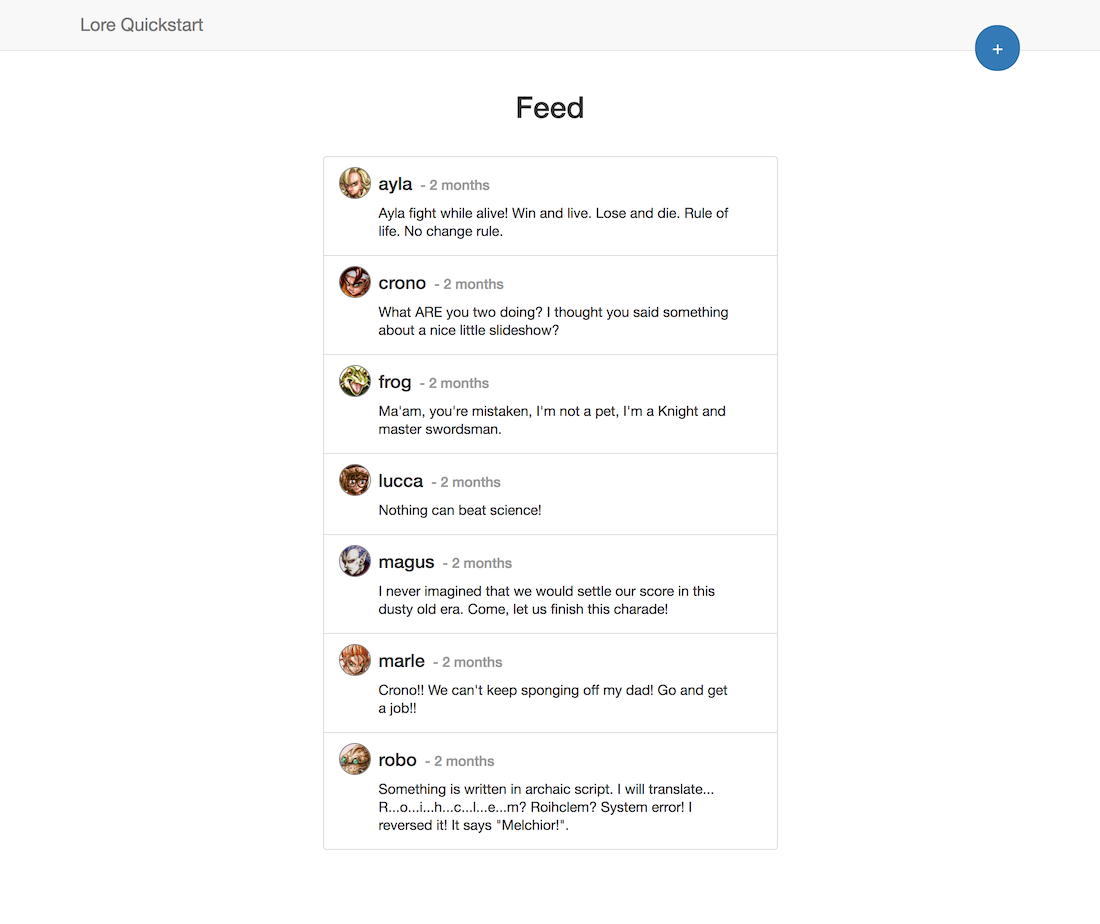 Lore Quickstart
+
Feed
ayla - 2 months
Ayla fight while alive! Win and live. Lose and die. Rule of
life. No change rule.
crono - 2 months
What ARE you two doing? I thought you said something
about a nice little slideshow?
frog - 2 months
Ma'am, you're mistaken, I'm not a pet, I'm a Knight and
master swordsman.
lucca - 2 months
Nothing can beat science!
magus - 2 months
I never imagined that we would settle our score in this
dusty old era. Come, let us finish this charade!
marle - 2 months
Crono!! We can't keep sponging off my dad! Go and get
a job!!
robo - 2 months
Something is written in archaic script. I will translate...
R...o...i...h...c...l...e...m? Roihclem? System error! I
reversed it! It says "Melchior!".